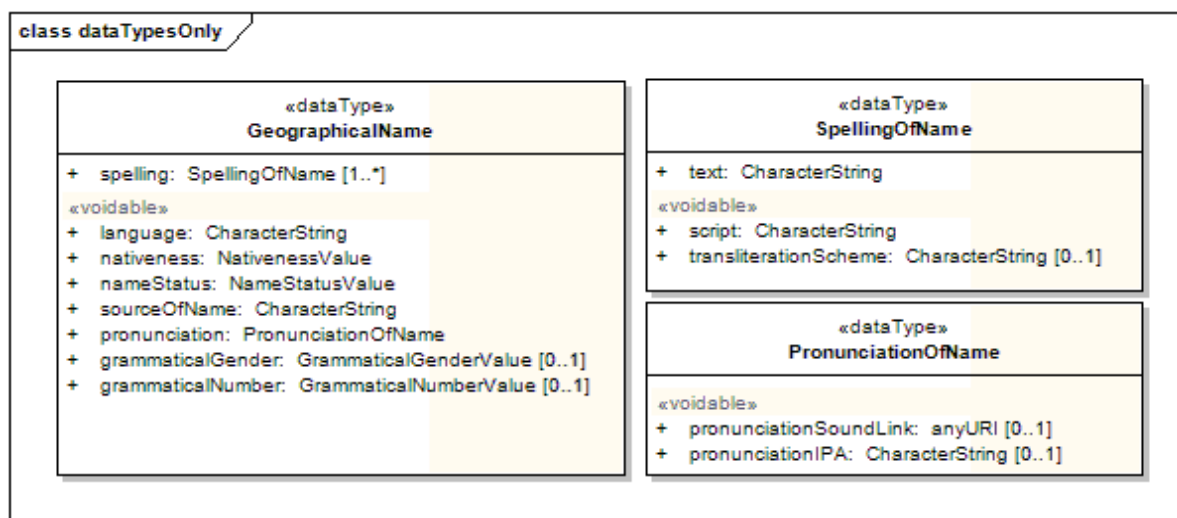 class dataTypesOnly
«dataType»
GeographicalName
+ spelling: SpellingOfName [1..*]
«voidable»
+ language: CharacterString
+ nativeness: NativenessValue
+ nameStatus: NameStatusValue
+ sourceOfName: CharacterString
+ pronunciation: PronunciationOfName
+ grammaticalGender: GrammaticalGenderValue [0..1]
+ grammaticalNumber: GrammaticalNumberValue [0..1]
«dataType»
SpellingOfName
+ text: CharacterString
«voidable»
+ script: CharacterString
+ transliterationScheme: CharacterString [0..1]
«dataType»
PronunciationOfName
«voidable»
+ pronunciationSoundLink: anyURI [0..1]
+ pronunciationIPA: CharacterString [0..1]